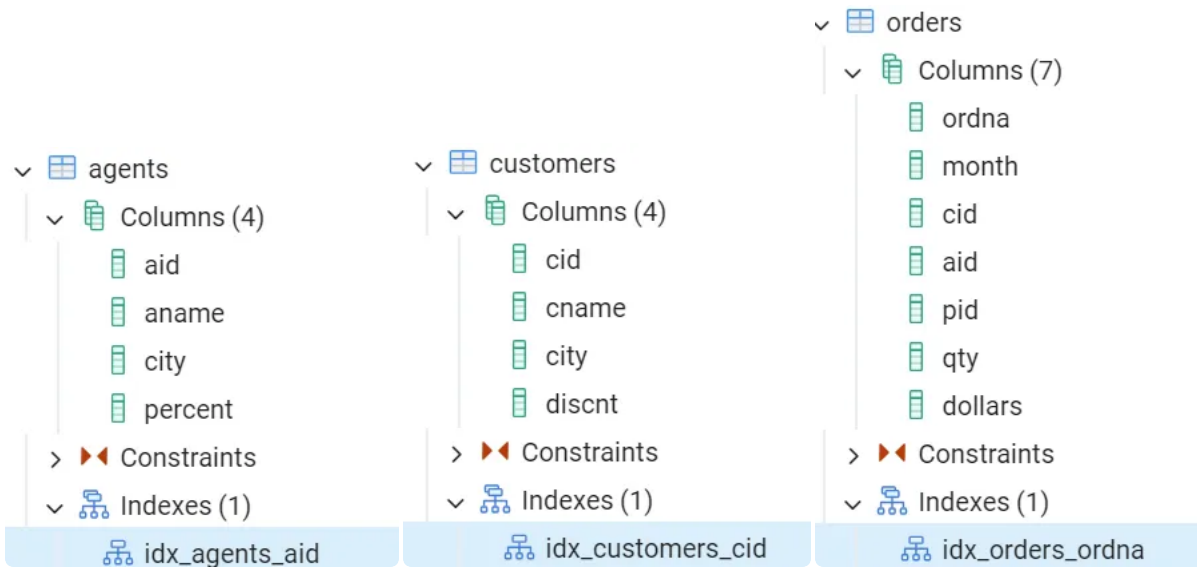 agents
Columns (4)
aid
aname
city
percent
Constraints
Indexes (1)
idx_agents_aid
customers
Columns (4)
cid
cname
city
discnt
Constraints
Indexes (1)
idx_customers_cid
orders
Columns (7)
ordna
month
cid
aid
pid
qty
dollars
Constraints
Indexes (1)
idx_orders_ordna